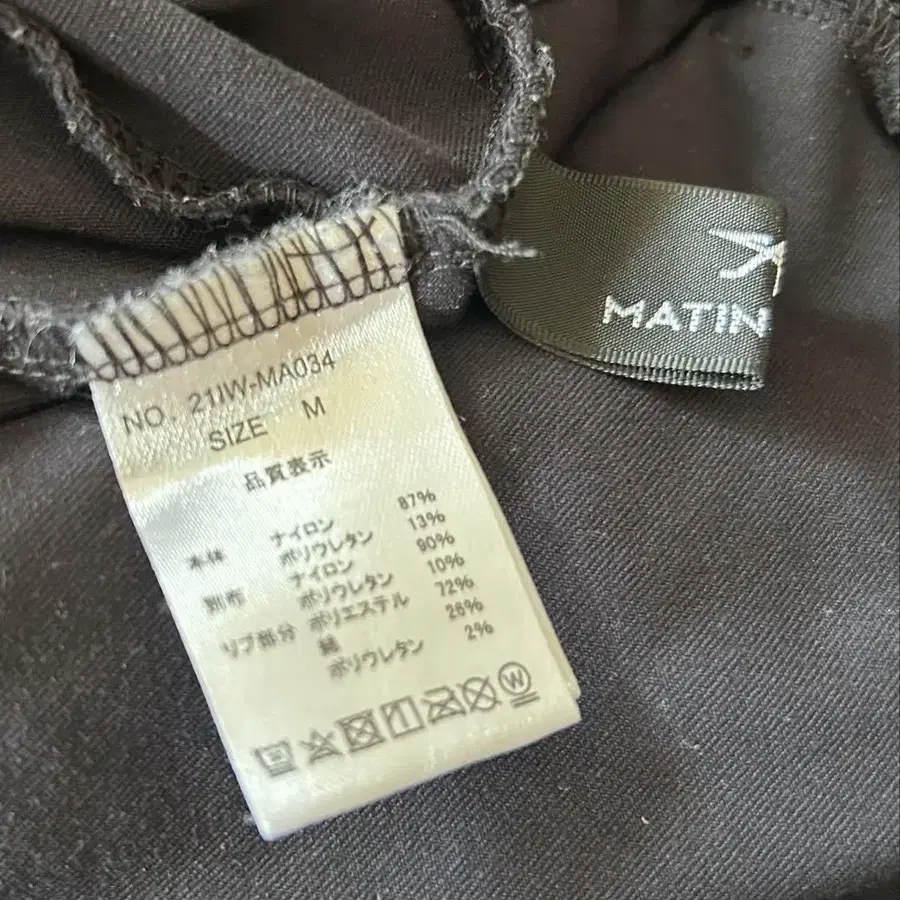 NO. 21IW-MA034
SIZE M
品質表示
本体 ナイロン 87%
ポリウレタン 13%
別布 ナイロン 90%
ポリウレタン 10%
リブ部分 ポリエステル 72%
綿 26%
ポリウレタン 2%
W
MATIN